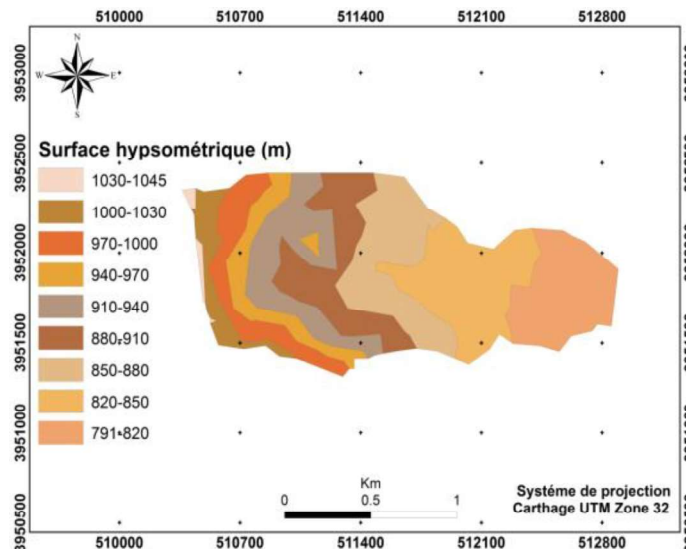 510000 510700 511400 512100 512800
N
W E
S
3953000
3952500
3952000
3951500
3951000
3950500
Surface hypsométrique (m)
1030-1045
1000-1030
970-1000
940-970
910-940
880-910
850-880
820-850
791-820
Km
0 0.5 1
Systéme de projection
Carthage UTM Zone 32
510000 510700 511400 512100 512800